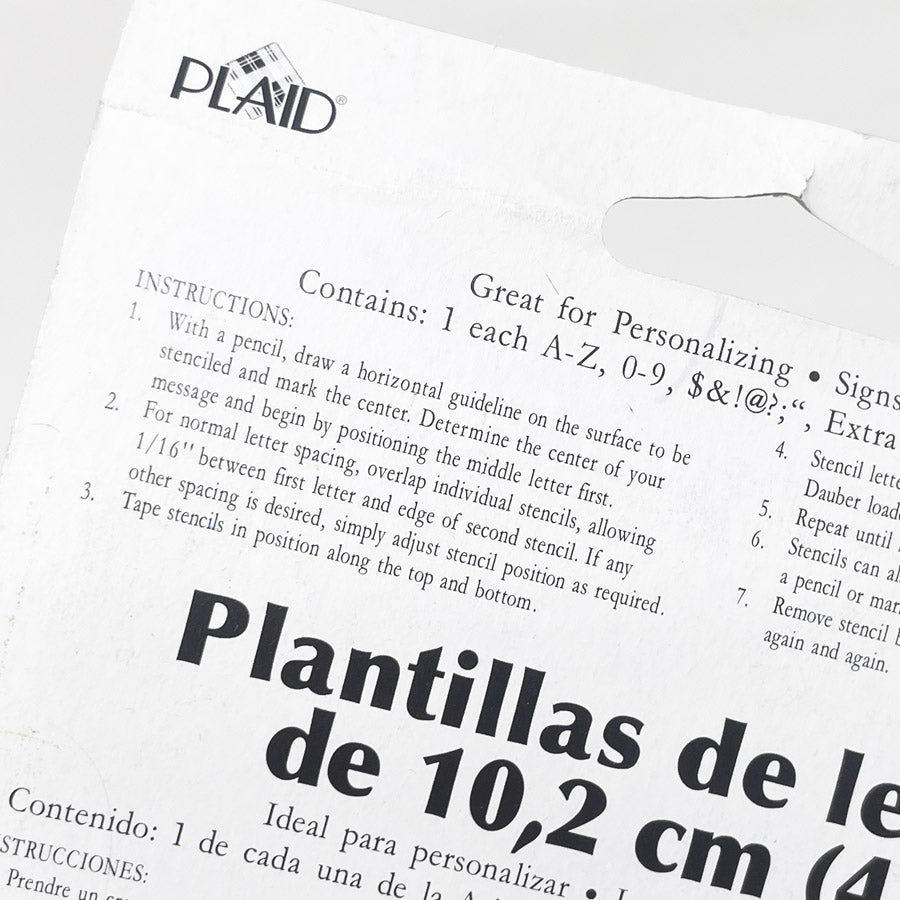 PLAID®
Great for Personalizing • Signs
Contains: 1 each A-Z, 0-9, $&!@?;“, Extra
INSTRUCTIONS:
1. With a pencil, draw a horizontal guideline on the surface to be
stenciled and mark the center. Determine the center of your
message and begin by positioning the middle letter first.
2. For normal letter spacing, overlap individual stencils, allowing
1/16" between first letter and edge of second stencil. If any
other spacing is desired, simply adjust stencil position as required.
3. Tape stencils in position along the top and bottom.
4. Stencil lette
Dauber load
5. Repeat until
6. Stencils can al
a pencil or mar
7. Remove stencil
again and again.
Plantillas de le
de 10,2 cm (4
Ideal para personalizar •
Contenido: 1 de cada una de la A-
STRUCCIONES:
Prendre un